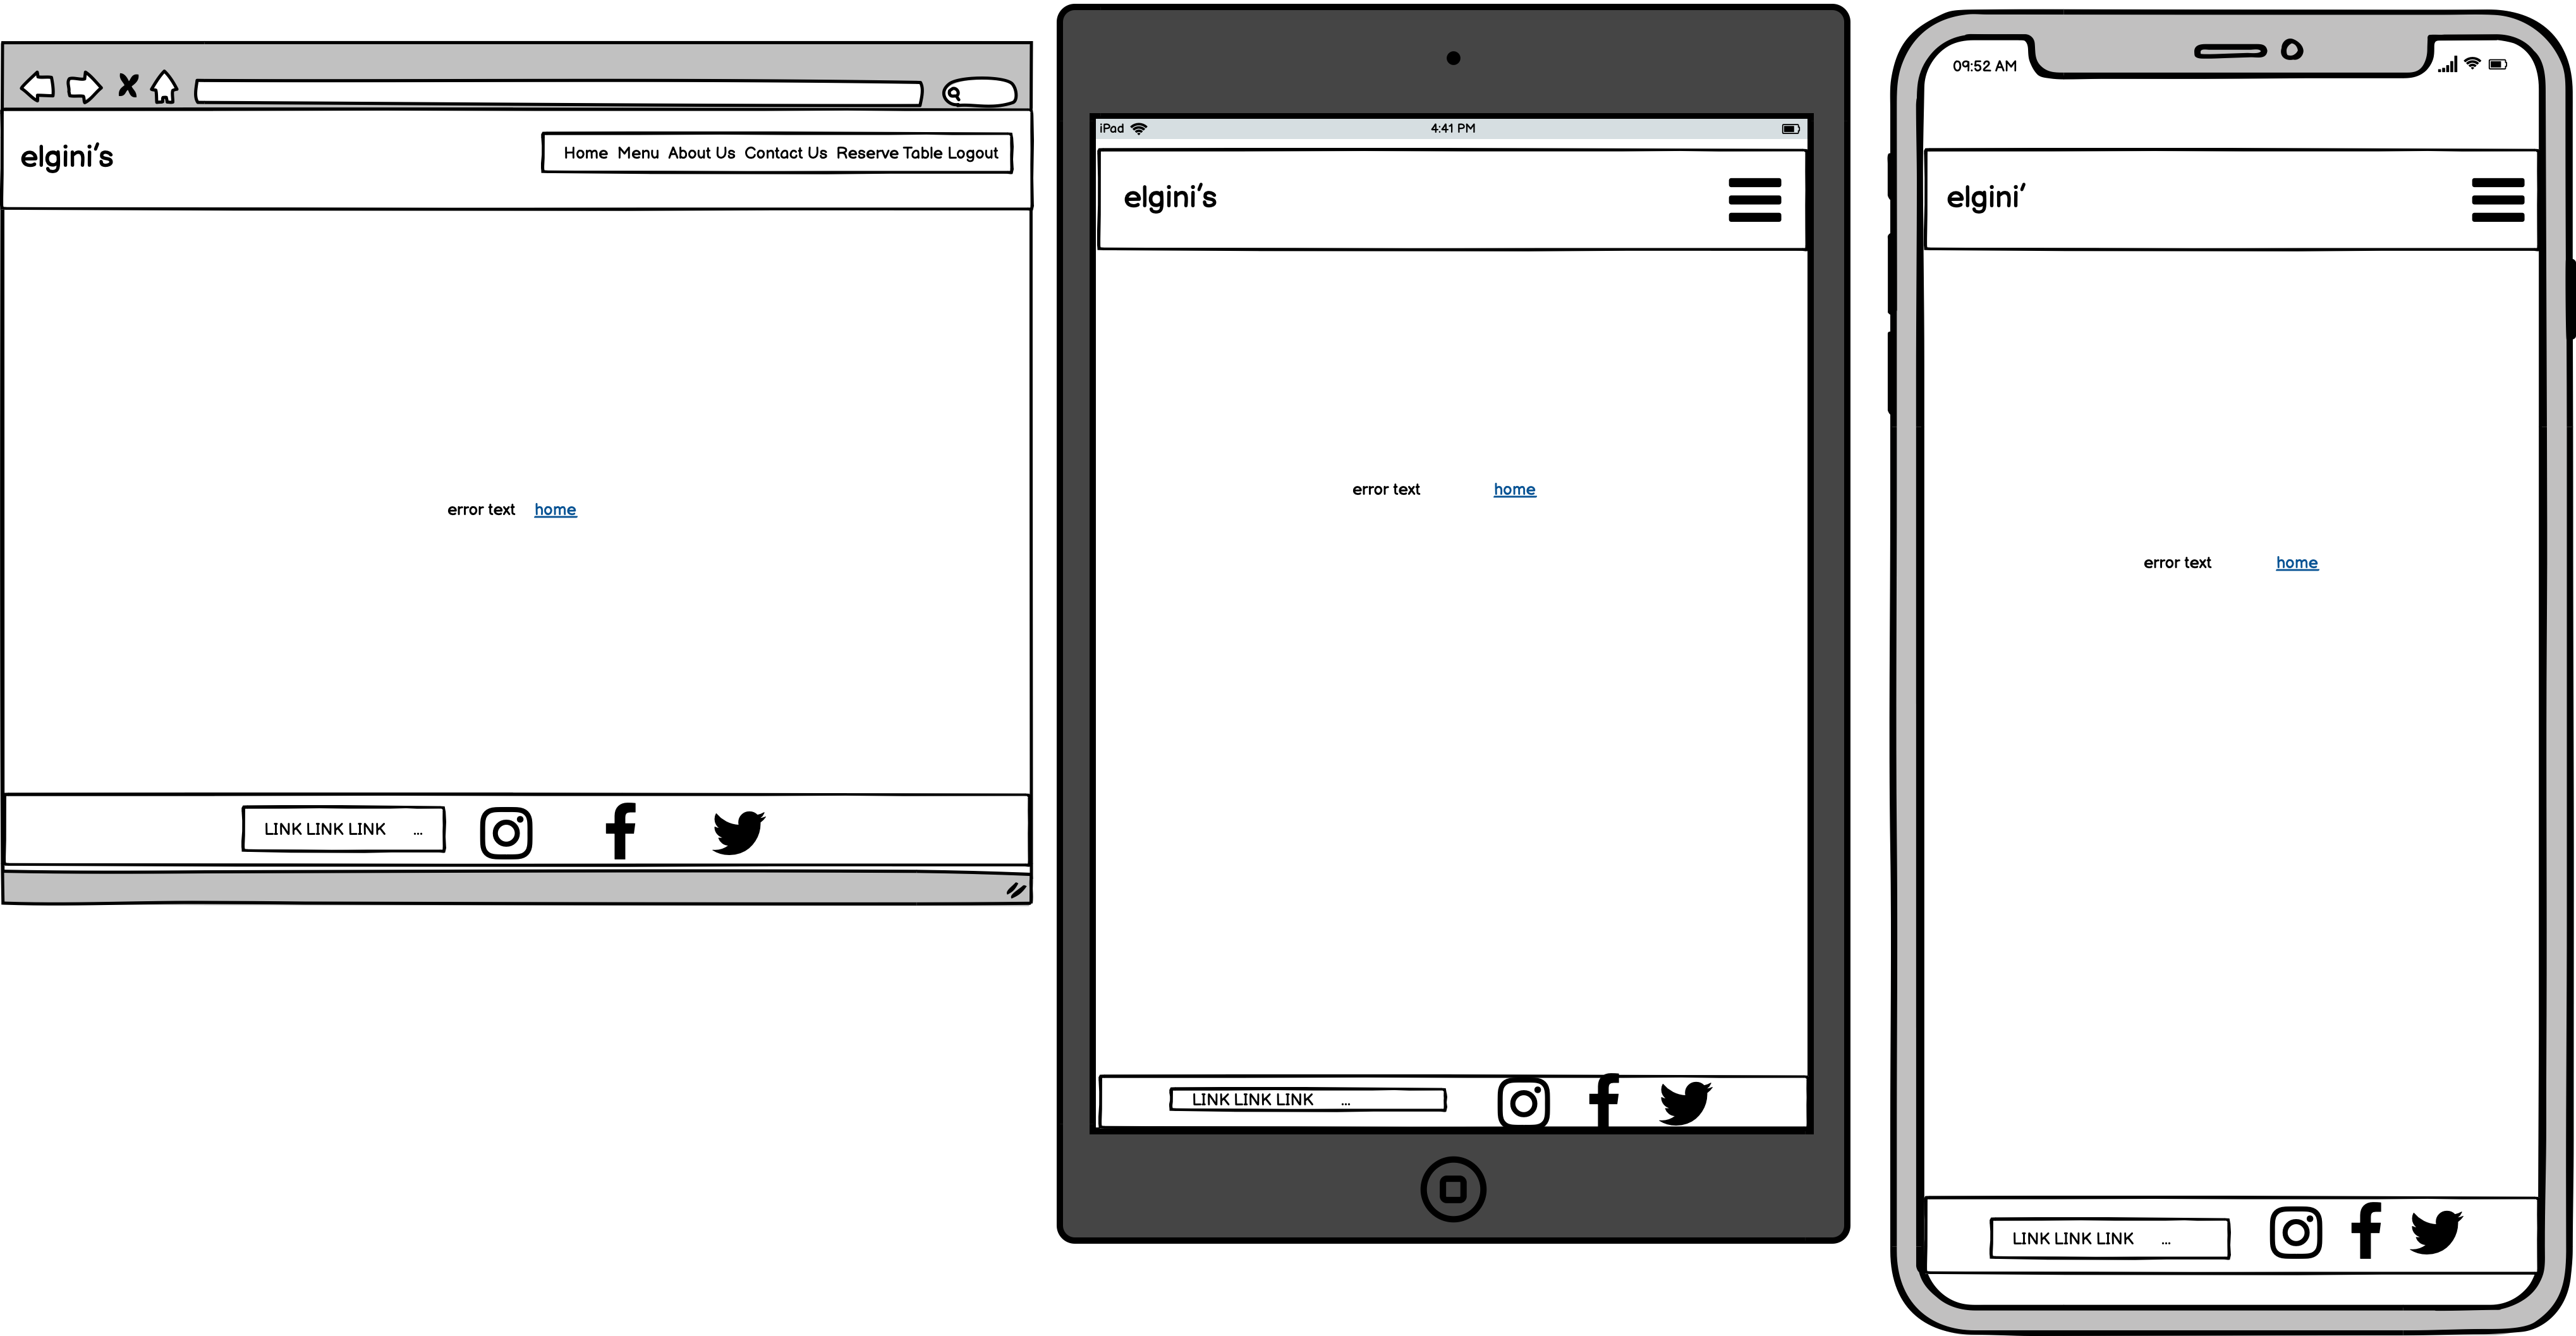 elgini's
Home Menu About Us Contact Us Reserve Table Logout
error text home
LINK LINK LINK ...
iPad 4:41 PM
elgini's
error text home
LINK LINK LINK ...
09:52 AM
elgini'
error text home
LINK LINK LINK ...